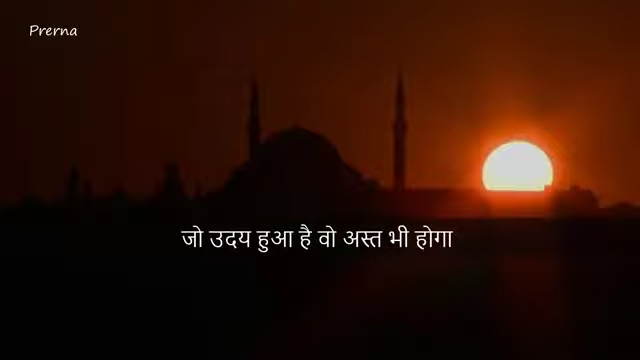 Prerna
जो उदय हुआ है वो अस्त भी होगा